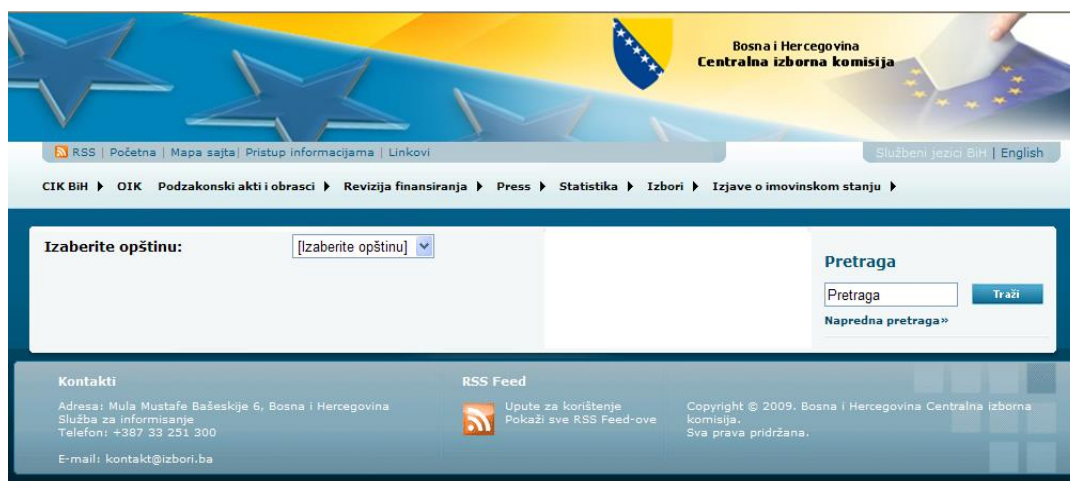 Bosna i Hercegovina
Centralna izborna komisija
RSS | Početna | Mapa sajta| Pristup informacijama | Linkovi
Službeni jezici BiH | English
CIK BiH OIK Podzakonski akti i obrasci Revizija finansiranja Press Statistika Izbori Izjave o imovinskom stanju
Izaberite opštinu: [Izaberite opštinu]
Pretraga
Pretraga Traži
Napredna pretraga»
Kontakti
Adresa: Mula Mustafe Bašeskije 6, Bosna i Hercegovina
Služba za informisanje
Telefon: +387 33 251 300
E-mail: kontakt@izbori.ba
RSS Feed
Upute za korištenje
Pokaži sve RSS Feed-ove
Copyright © 2009. Bosna i Hercegovina Centralna izborna
komisija.
Sva prava pridržana.